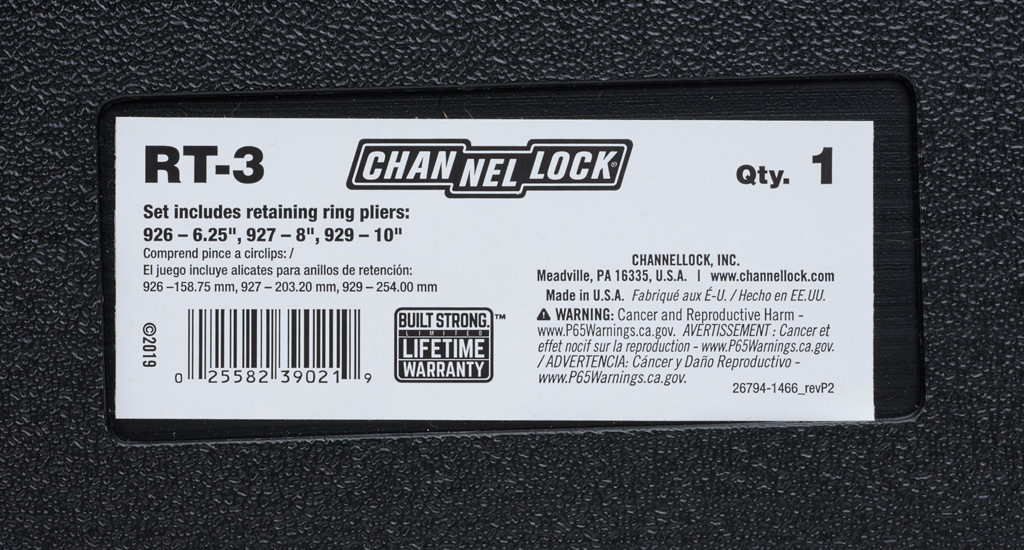 RT-3
CHANNELLOCK®
Qty. 1
Set includes retaining ring pliers:
926 – 6.25", 927 – 8", 929 – 10"
Comprend pince a circlips: /
El juego incluye alicates para anillos de retención:
926 –158.75 mm, 927 – 203.20 mm, 929 – 254.00 mm
©2019
0 25582 39021 9
BUILT STRONG.™
LIMITED
LIFETIME
WARRANTY
CHANNELLOCK, INC.
Meadville, PA 16335, U.S.A. | www.channellock.com
Made in U.S.A. Fabriqué aux É-U. / Hecho en EE.UU.
⚠ WARNING: Cancer and Reproductive Harm -
www.P65Warnings.ca.gov. AVERTISSEMENT : Cancer et
effet nocif sur la reproduction - www.P65Warnings.ca.gov.
/ ADVERTENCIA: Cáncer y Daño Reproductivo -
www.P65Warnings.ca.gov.
26794-1466_revP2